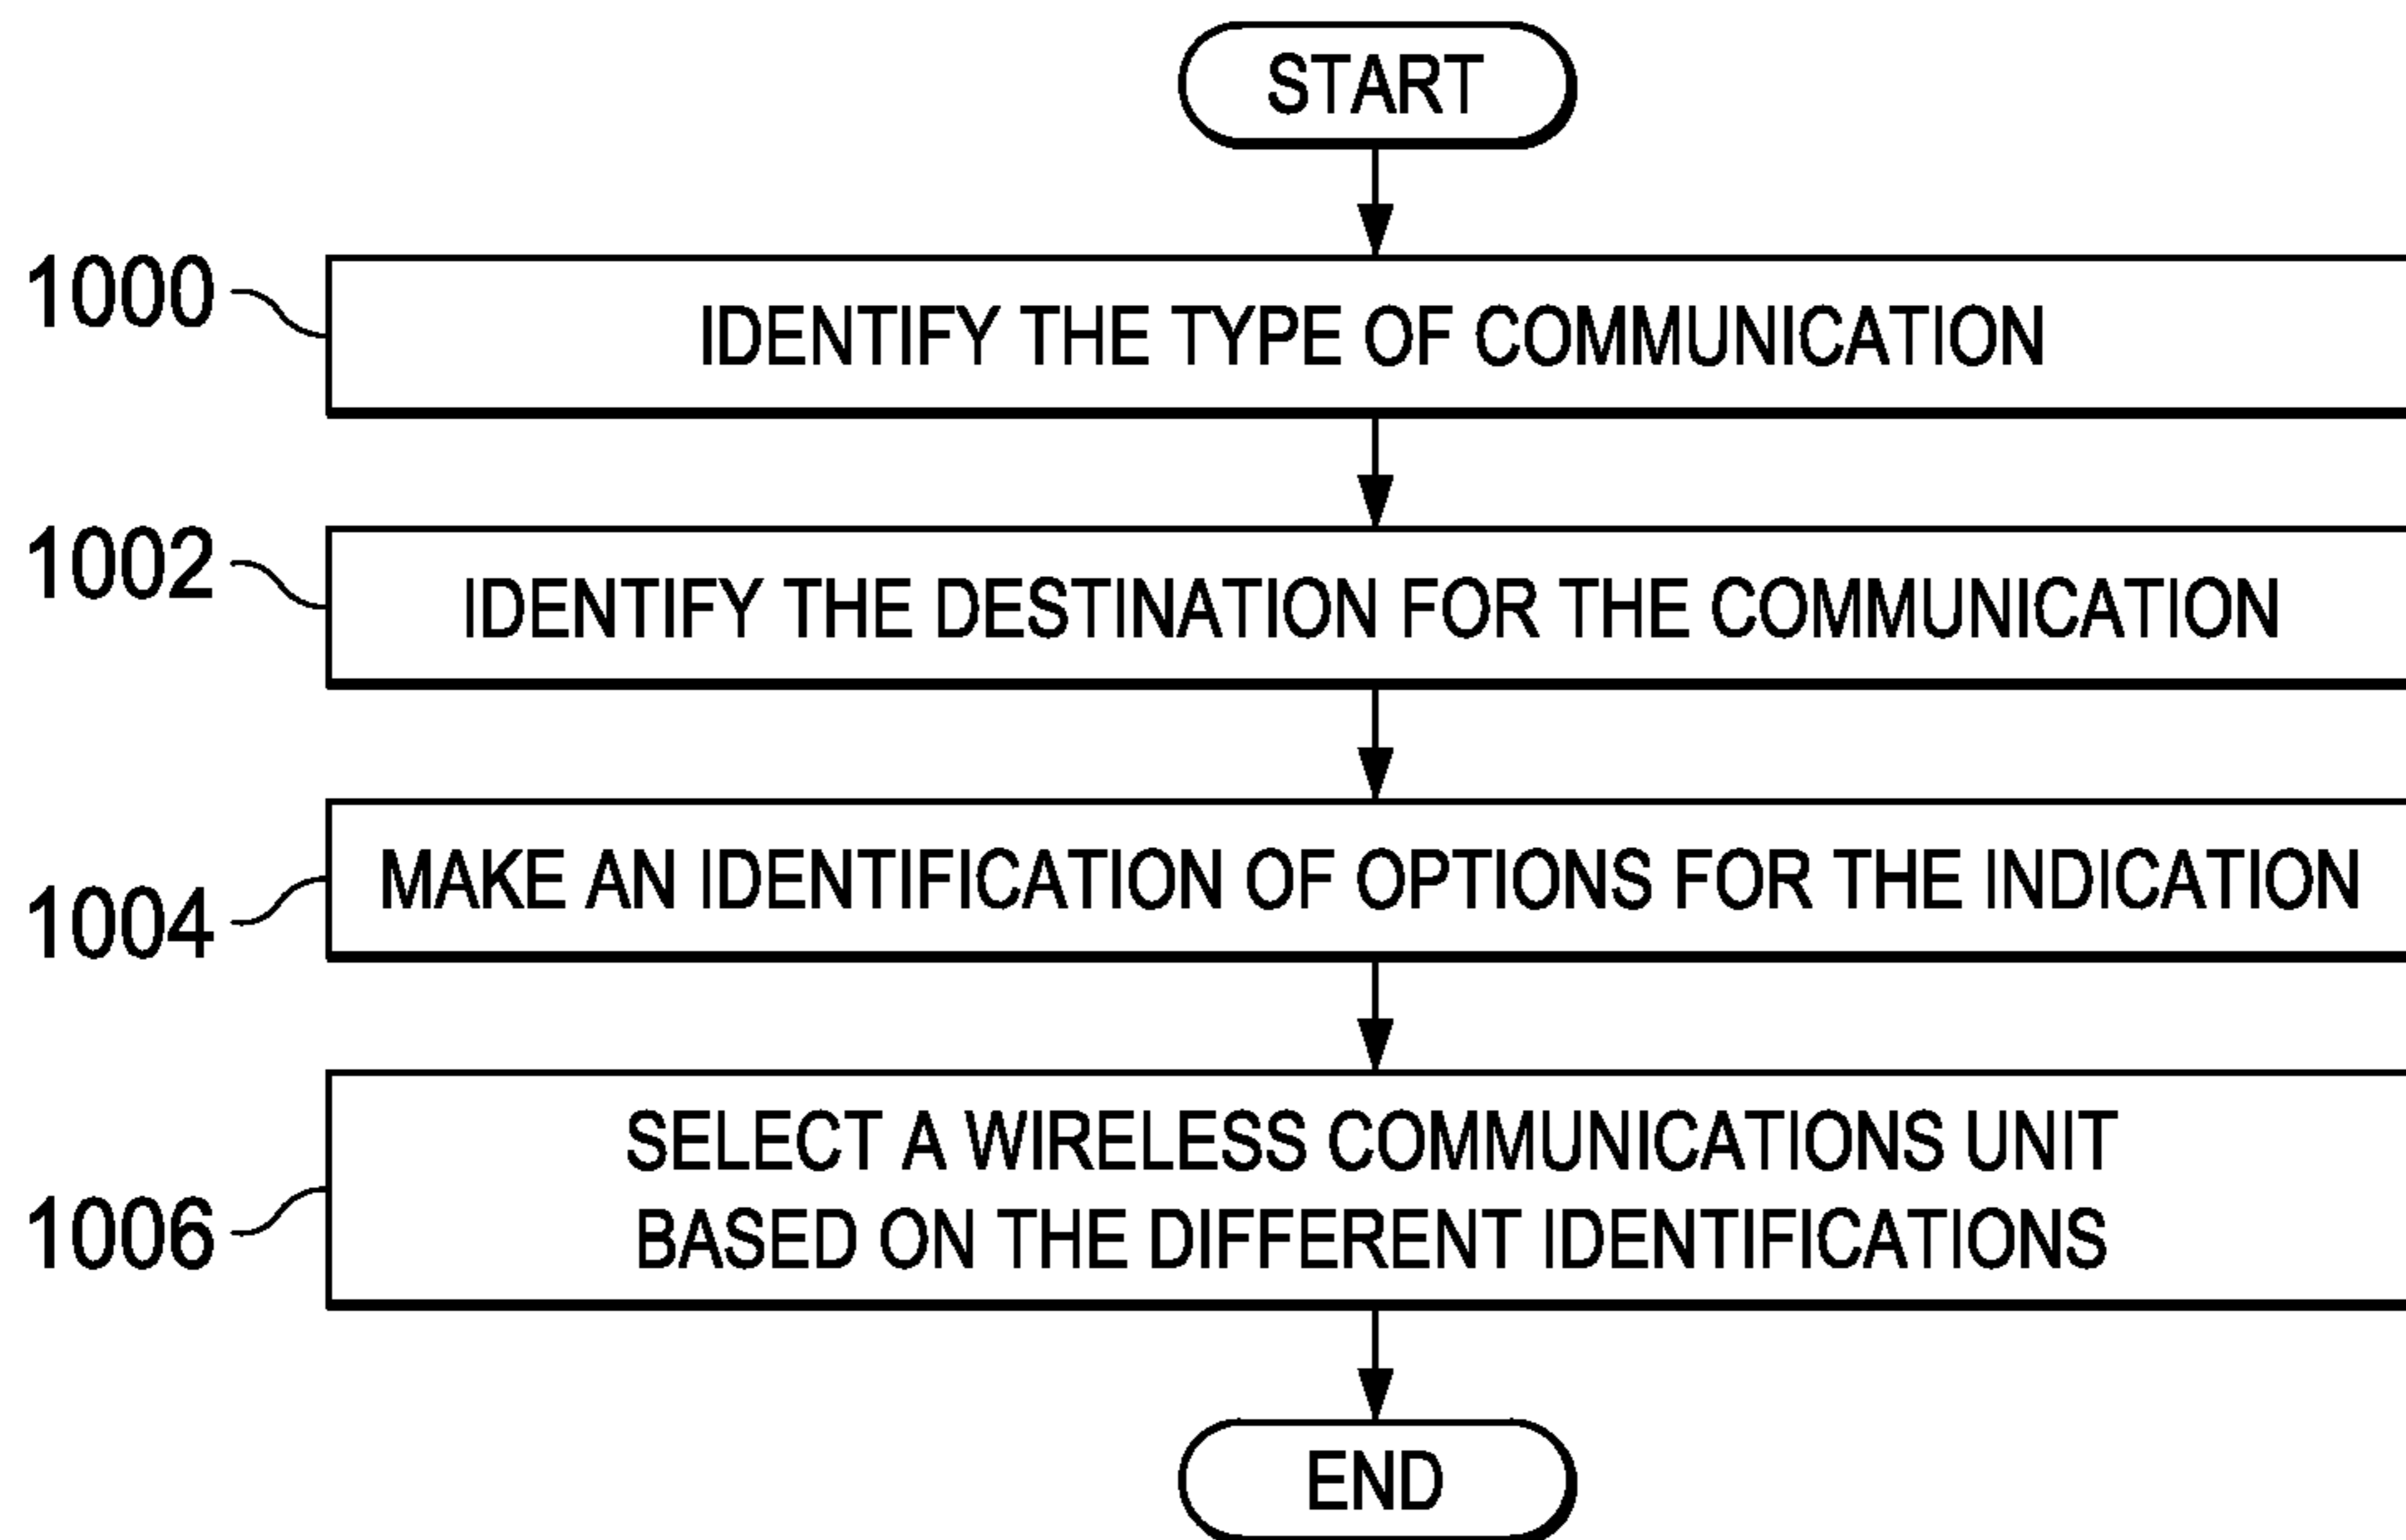 START
1000
IDENTIFY THE TYPE OF COMMUNICATION
1002
IDENTIFY THE DESTINATION FOR THE COMMUNICATION
MAKE AN IDENTIFICATION OF OPTIONS FOR THE INDICATION
1004
SELECT A WIRELESS COMMUNICATIONS UNIT
BASED ON THE DIFFERENT IDENTIFICATIONS
1006
END